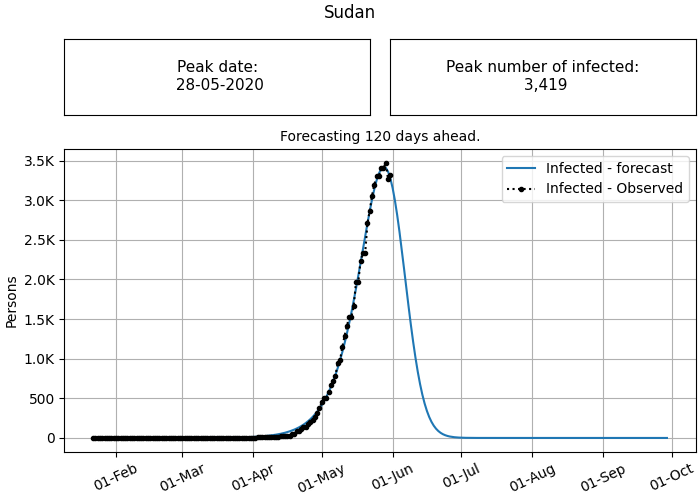 Sudan
Peak date:
28-05-2020
Peak number of infected:
3,419
Forecasting 120 days ahead.
Infected - forecast
Infected - Observed
Persons
3.5K
3.0K
2.5K
2.0K
1.5K
1.0K
500
0
01-Feb
01-Mar
01-Apr
01-May
01-Jun
01-Jul
01-Aug
01-Sep
01-Oct